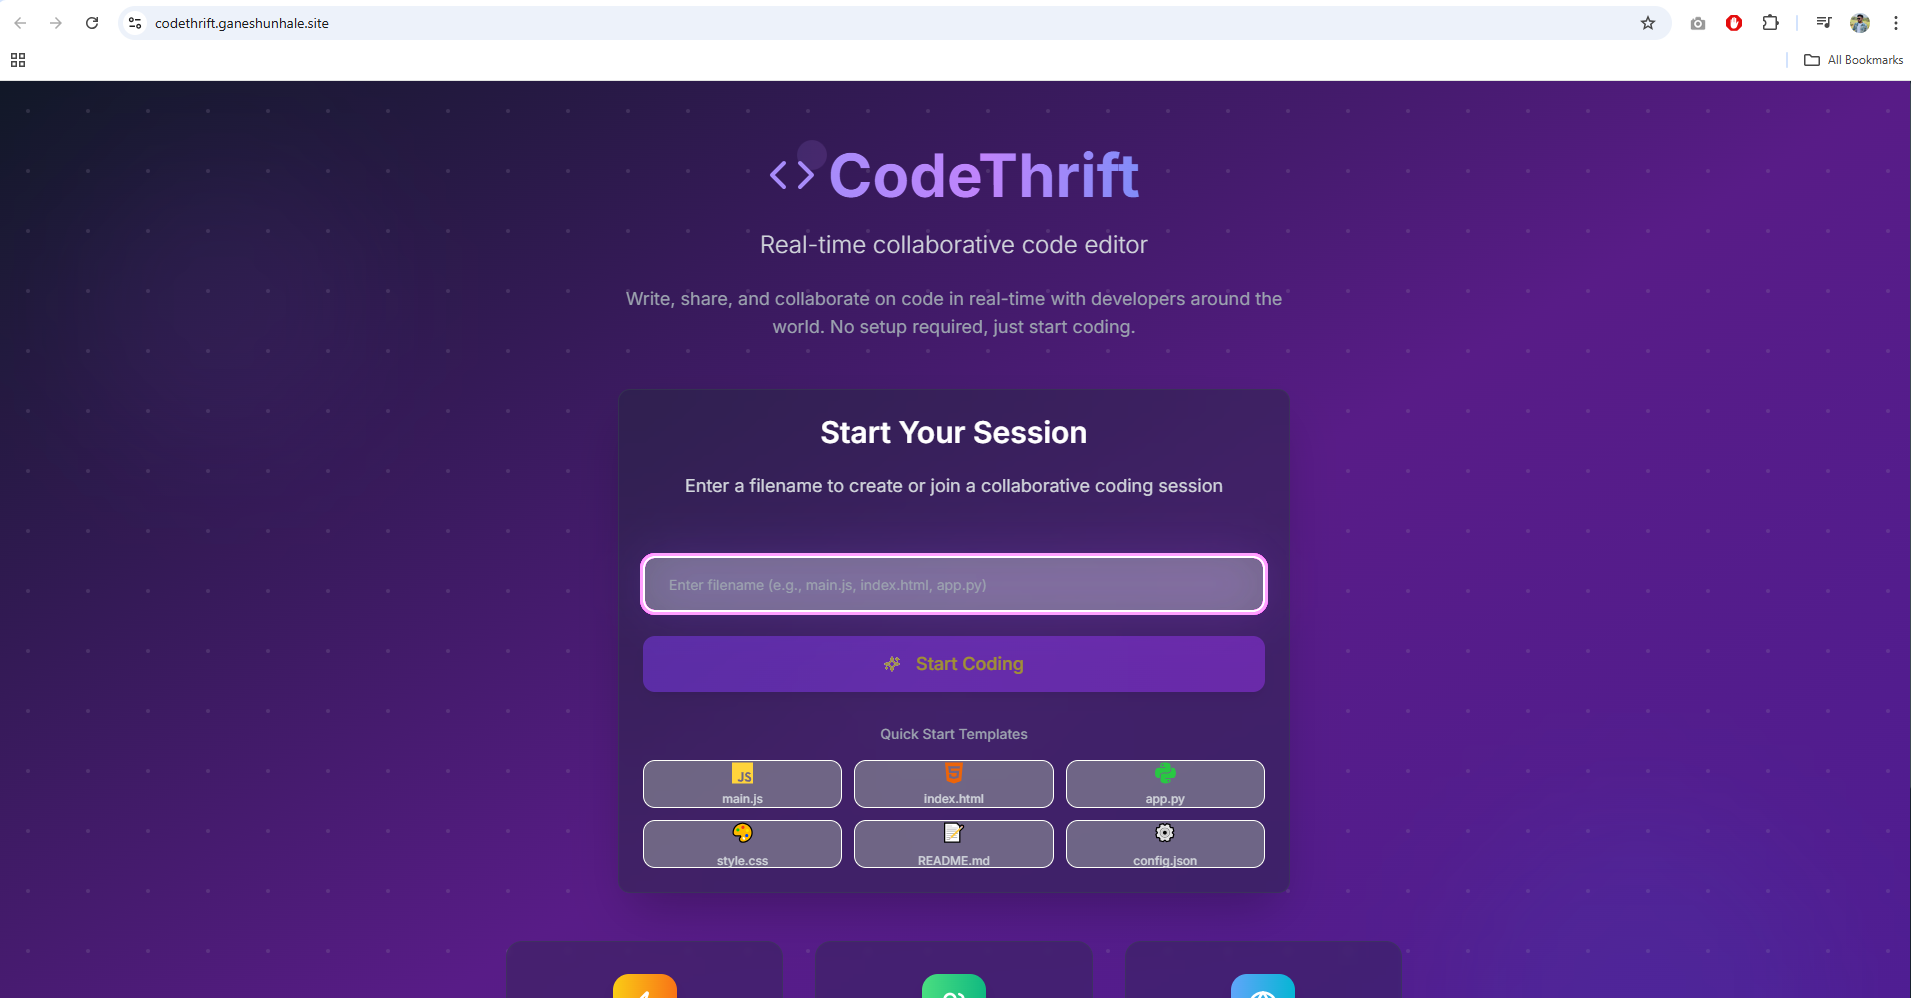 codethrift.ganeshunhale.site
All Bookmarks
<> CodeThrift
Real-time collaborative code editor
Write, share, and collaborate on code in real-time with developers around the
world. No setup required, just start coding.
Start Your Session
Enter a filename to create or join a collaborative coding session
Enter filename (e.g., main.js, index.html, app.py)
Start Coding
Quick Start Templates
JS
main.js
5
index.html
app.py
style.css
README.md
config.json